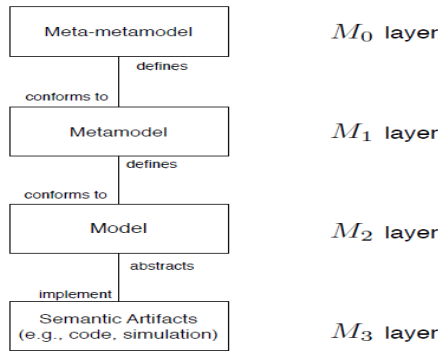 Meta-metamodel M₀ layer
defines
conforms to
Metamodel M₁ layer
defines
conforms to
Model M₂ layer
abstracts
implement
Semantic Artifacts
(e.g., code, simulation) M₃ layer